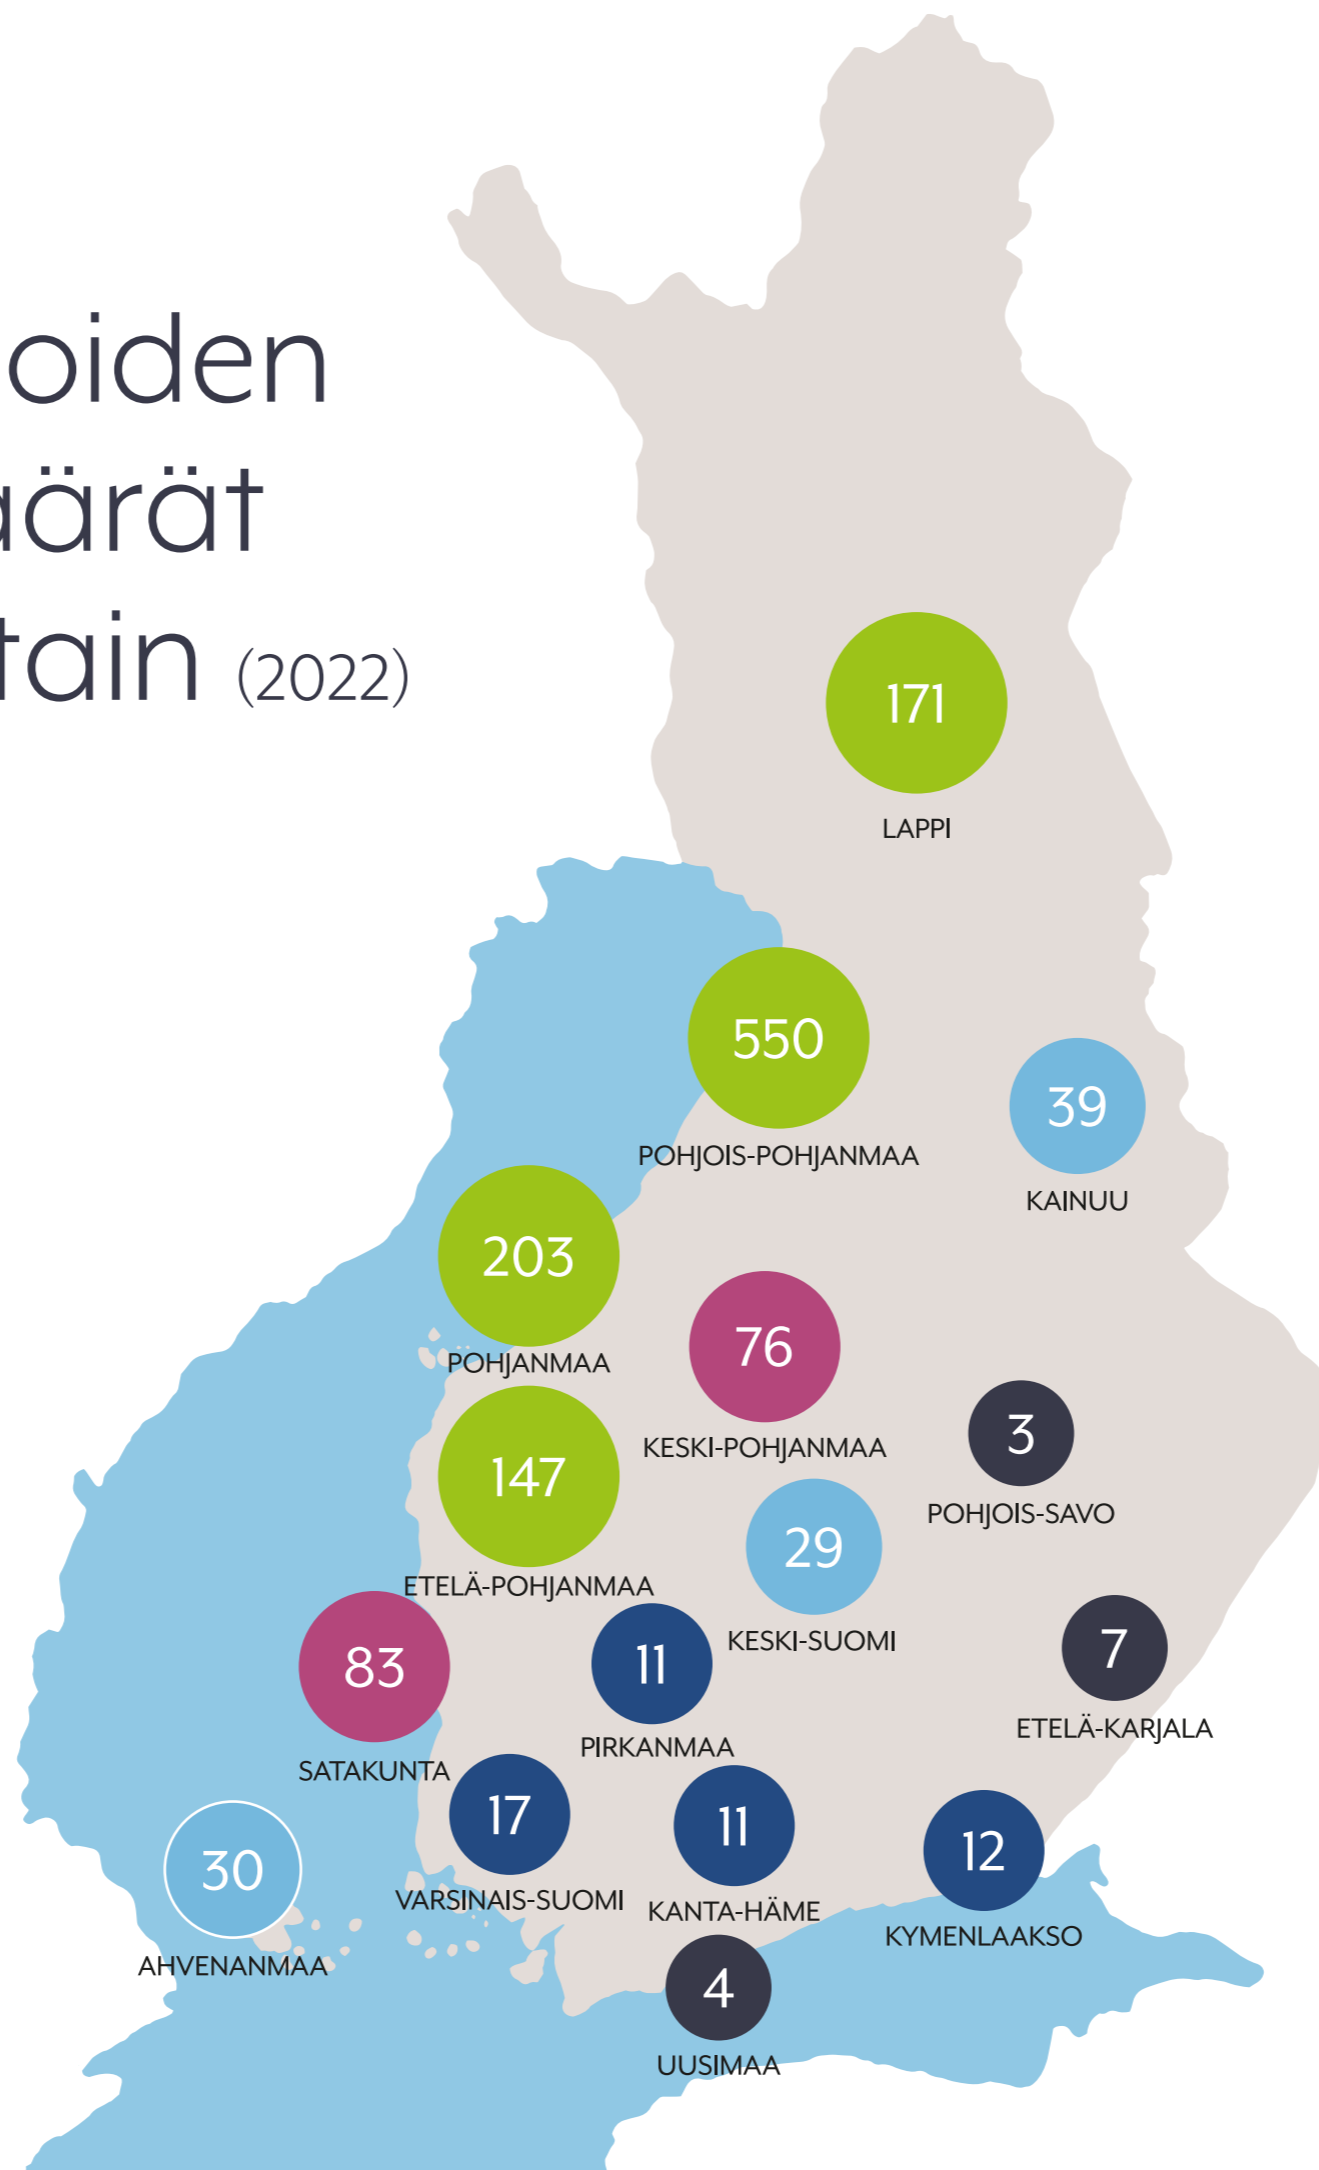 oiden
äärät
tain (2022)
171
LAPPI
550
POHJOIS-POHJANMAA
39
KAINUU
203
POHJANMAA
76
KESKI-POHJANMAA
3
POHJOIS-SAVO
147
ETELÄ-POHJANMAA
29
KESKI-SUOMI
83
SATAKUNTA
11
PIRKANMAA
7
ETELÄ-KARJALA
17
VARSINAIS-SUOMI
11
KANTA-HÄME
12
KYMENLAAKSO
30
AHVENANMAA
4
UUSIMAA